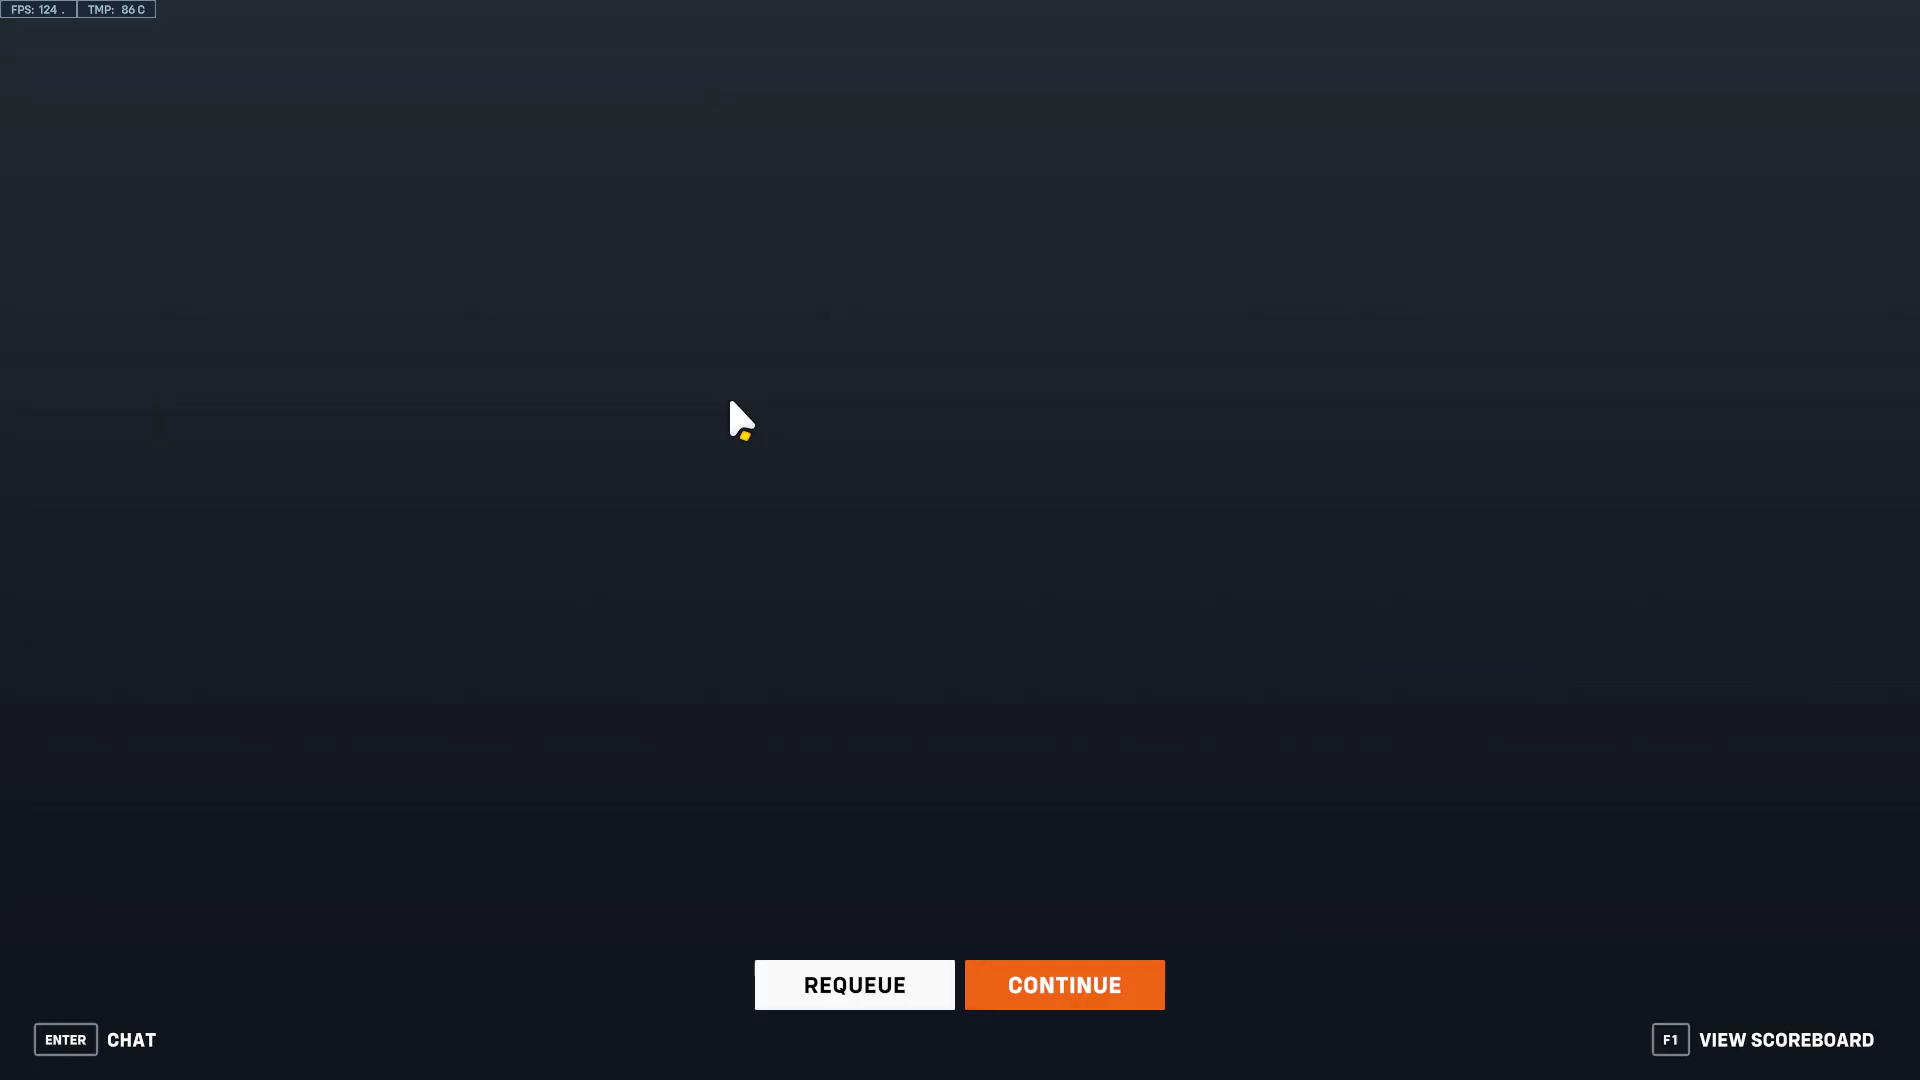 FPS: 124 . TMP: 86 C
REQUEUE CONTINUE
ENTER CHAT F1 VIEW SCOREBOARD